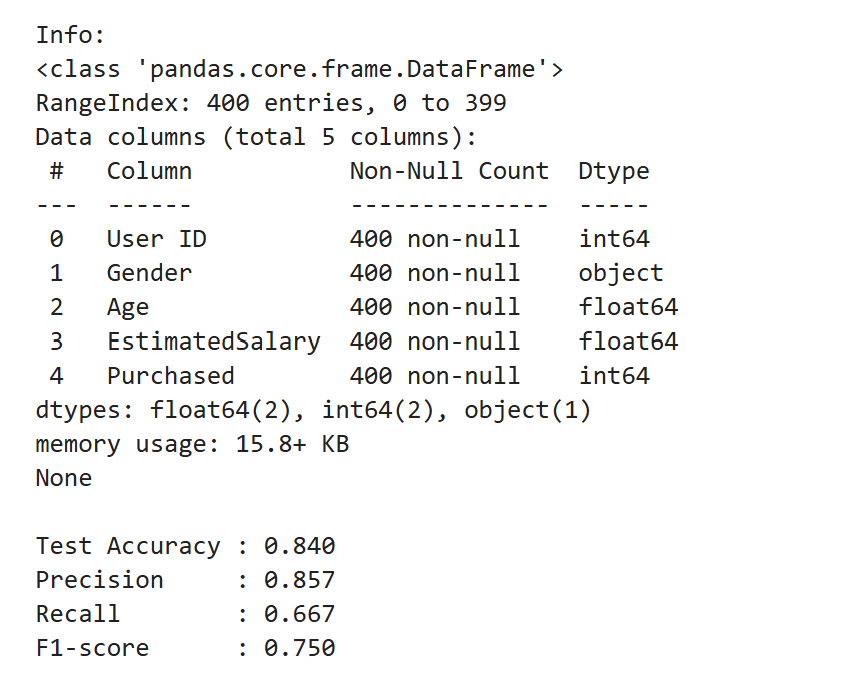 Info:
<class 'pandas.core.frame.DataFrame'>
RangeIndex: 400 entries, 0 to 399
Data columns (total 5 columns):
 #   Column           Non-Null Count  Dtype
---  ------           --------------  -----
 0   User ID          400 non-null    int64
 1   Gender           400 non-null    object
 2   Age              400 non-null    float64
 3   EstimatedSalary  400 non-null    float64
 4   Purchased        400 non-null    int64
dtypes: float64(2), int64(2), object(1)
memory usage: 15.8+ KB
None

Test Accuracy : 0.840
Precision     : 0.857
Recall        : 0.667
F1-score      : 0.750